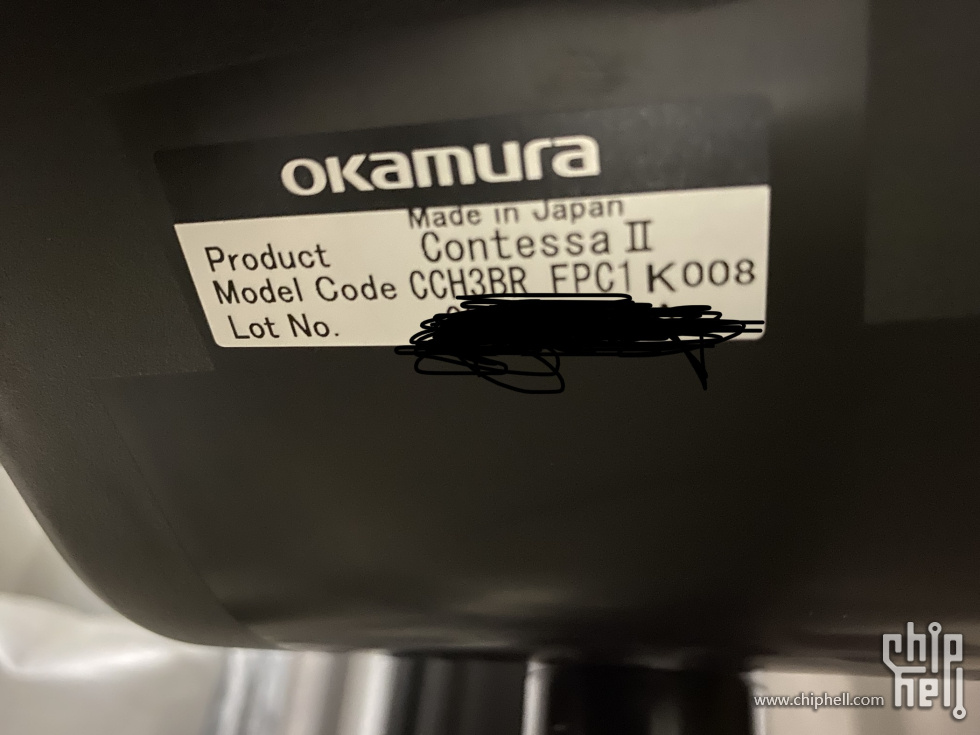 okamura
Made in Japan
Product Contessa II
Model Code CCH3BR FPC1 K008
Lot No.
www.chiphell.com
chip hell